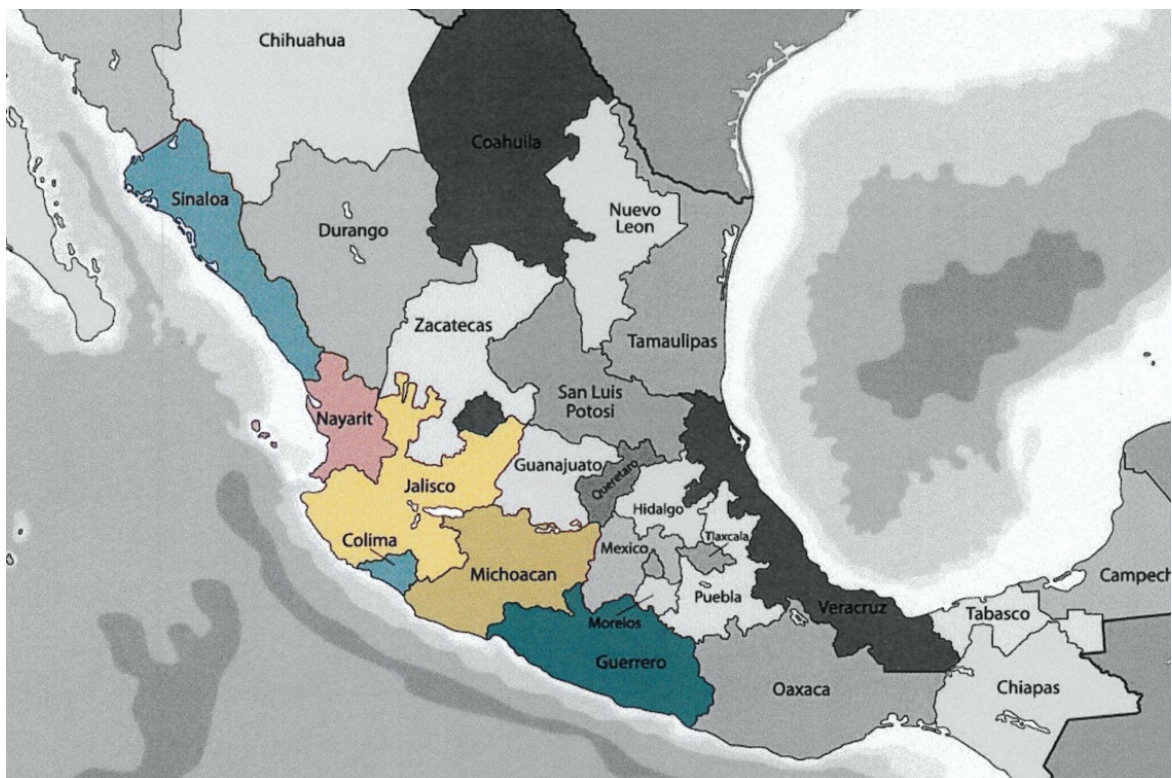 Chihuahua
Coahuila
Sinaloa
Nuevo
Leon
Durango
Zacatecas
Tamaulipas
San Luis
Potosi
Nayarit
Guanajuato
Queretaro
Jalisco
Hidalgo
Colima
Mexico
Tlaxcala
Michoacan
Puebla
Campech
Veracruz
Tabasco
Morelos
Guerrero
Oaxaca
Chiapas